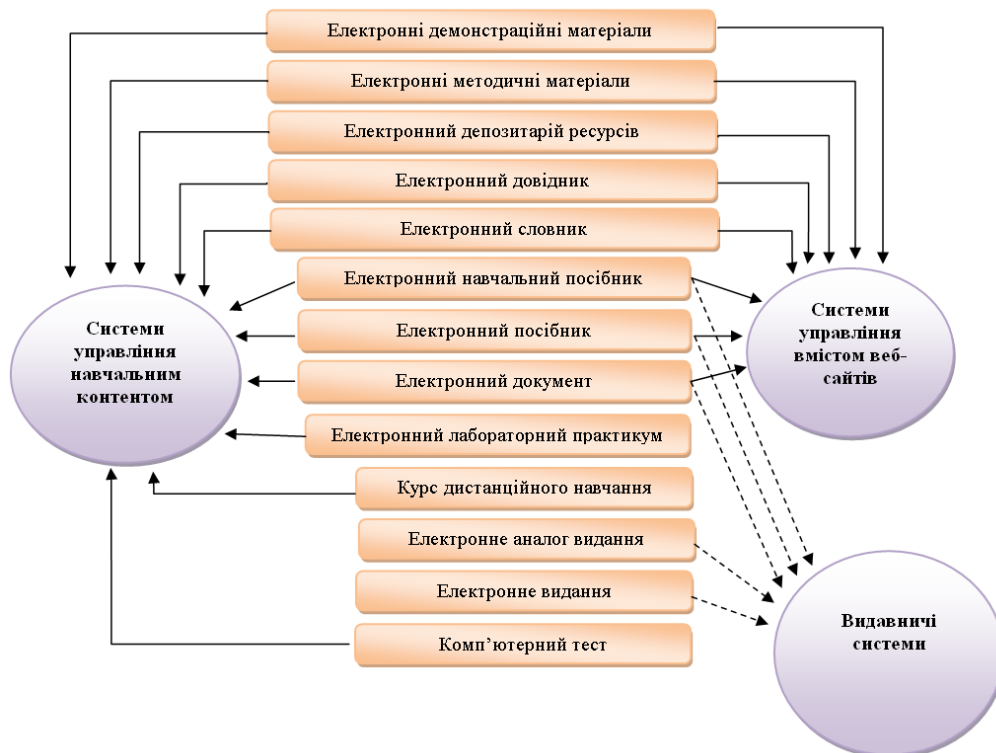 Електронні демонстраційні матеріали
Електронні методичні матеріали
Електронний депозитарій ресурсів
Електронний довідник
Електронний словник
Електронний навчальний посібник
Електронний посібник
Електронний документ
Електронний лабораторний практикум
Курс дистанційного навчання
Електронне аналог видання
Електронне видання
Комп’ютерний тест
Системи
управління
навчальним
контентом
Системи
управління
вмістом веб-
сайтів
Видавничі
системи